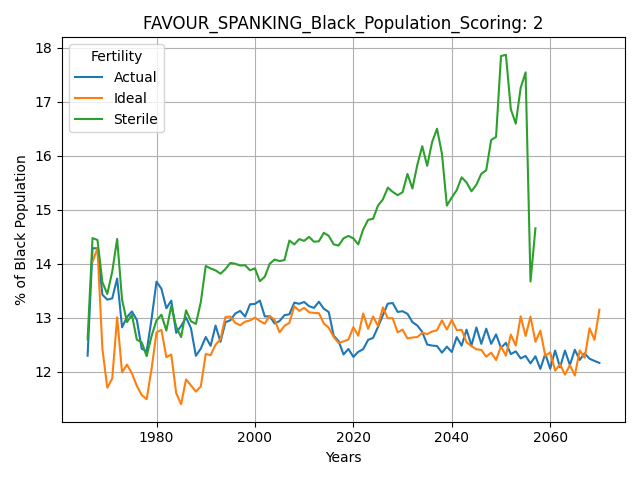 FAVOUR_SPANKING_Black_Population_Scoring: 2
Fertility
Actual
Ideal
Sterile
% of Black Population
18
17
16
15
14
13
12
1980
2000
2020
2040
2060
Years